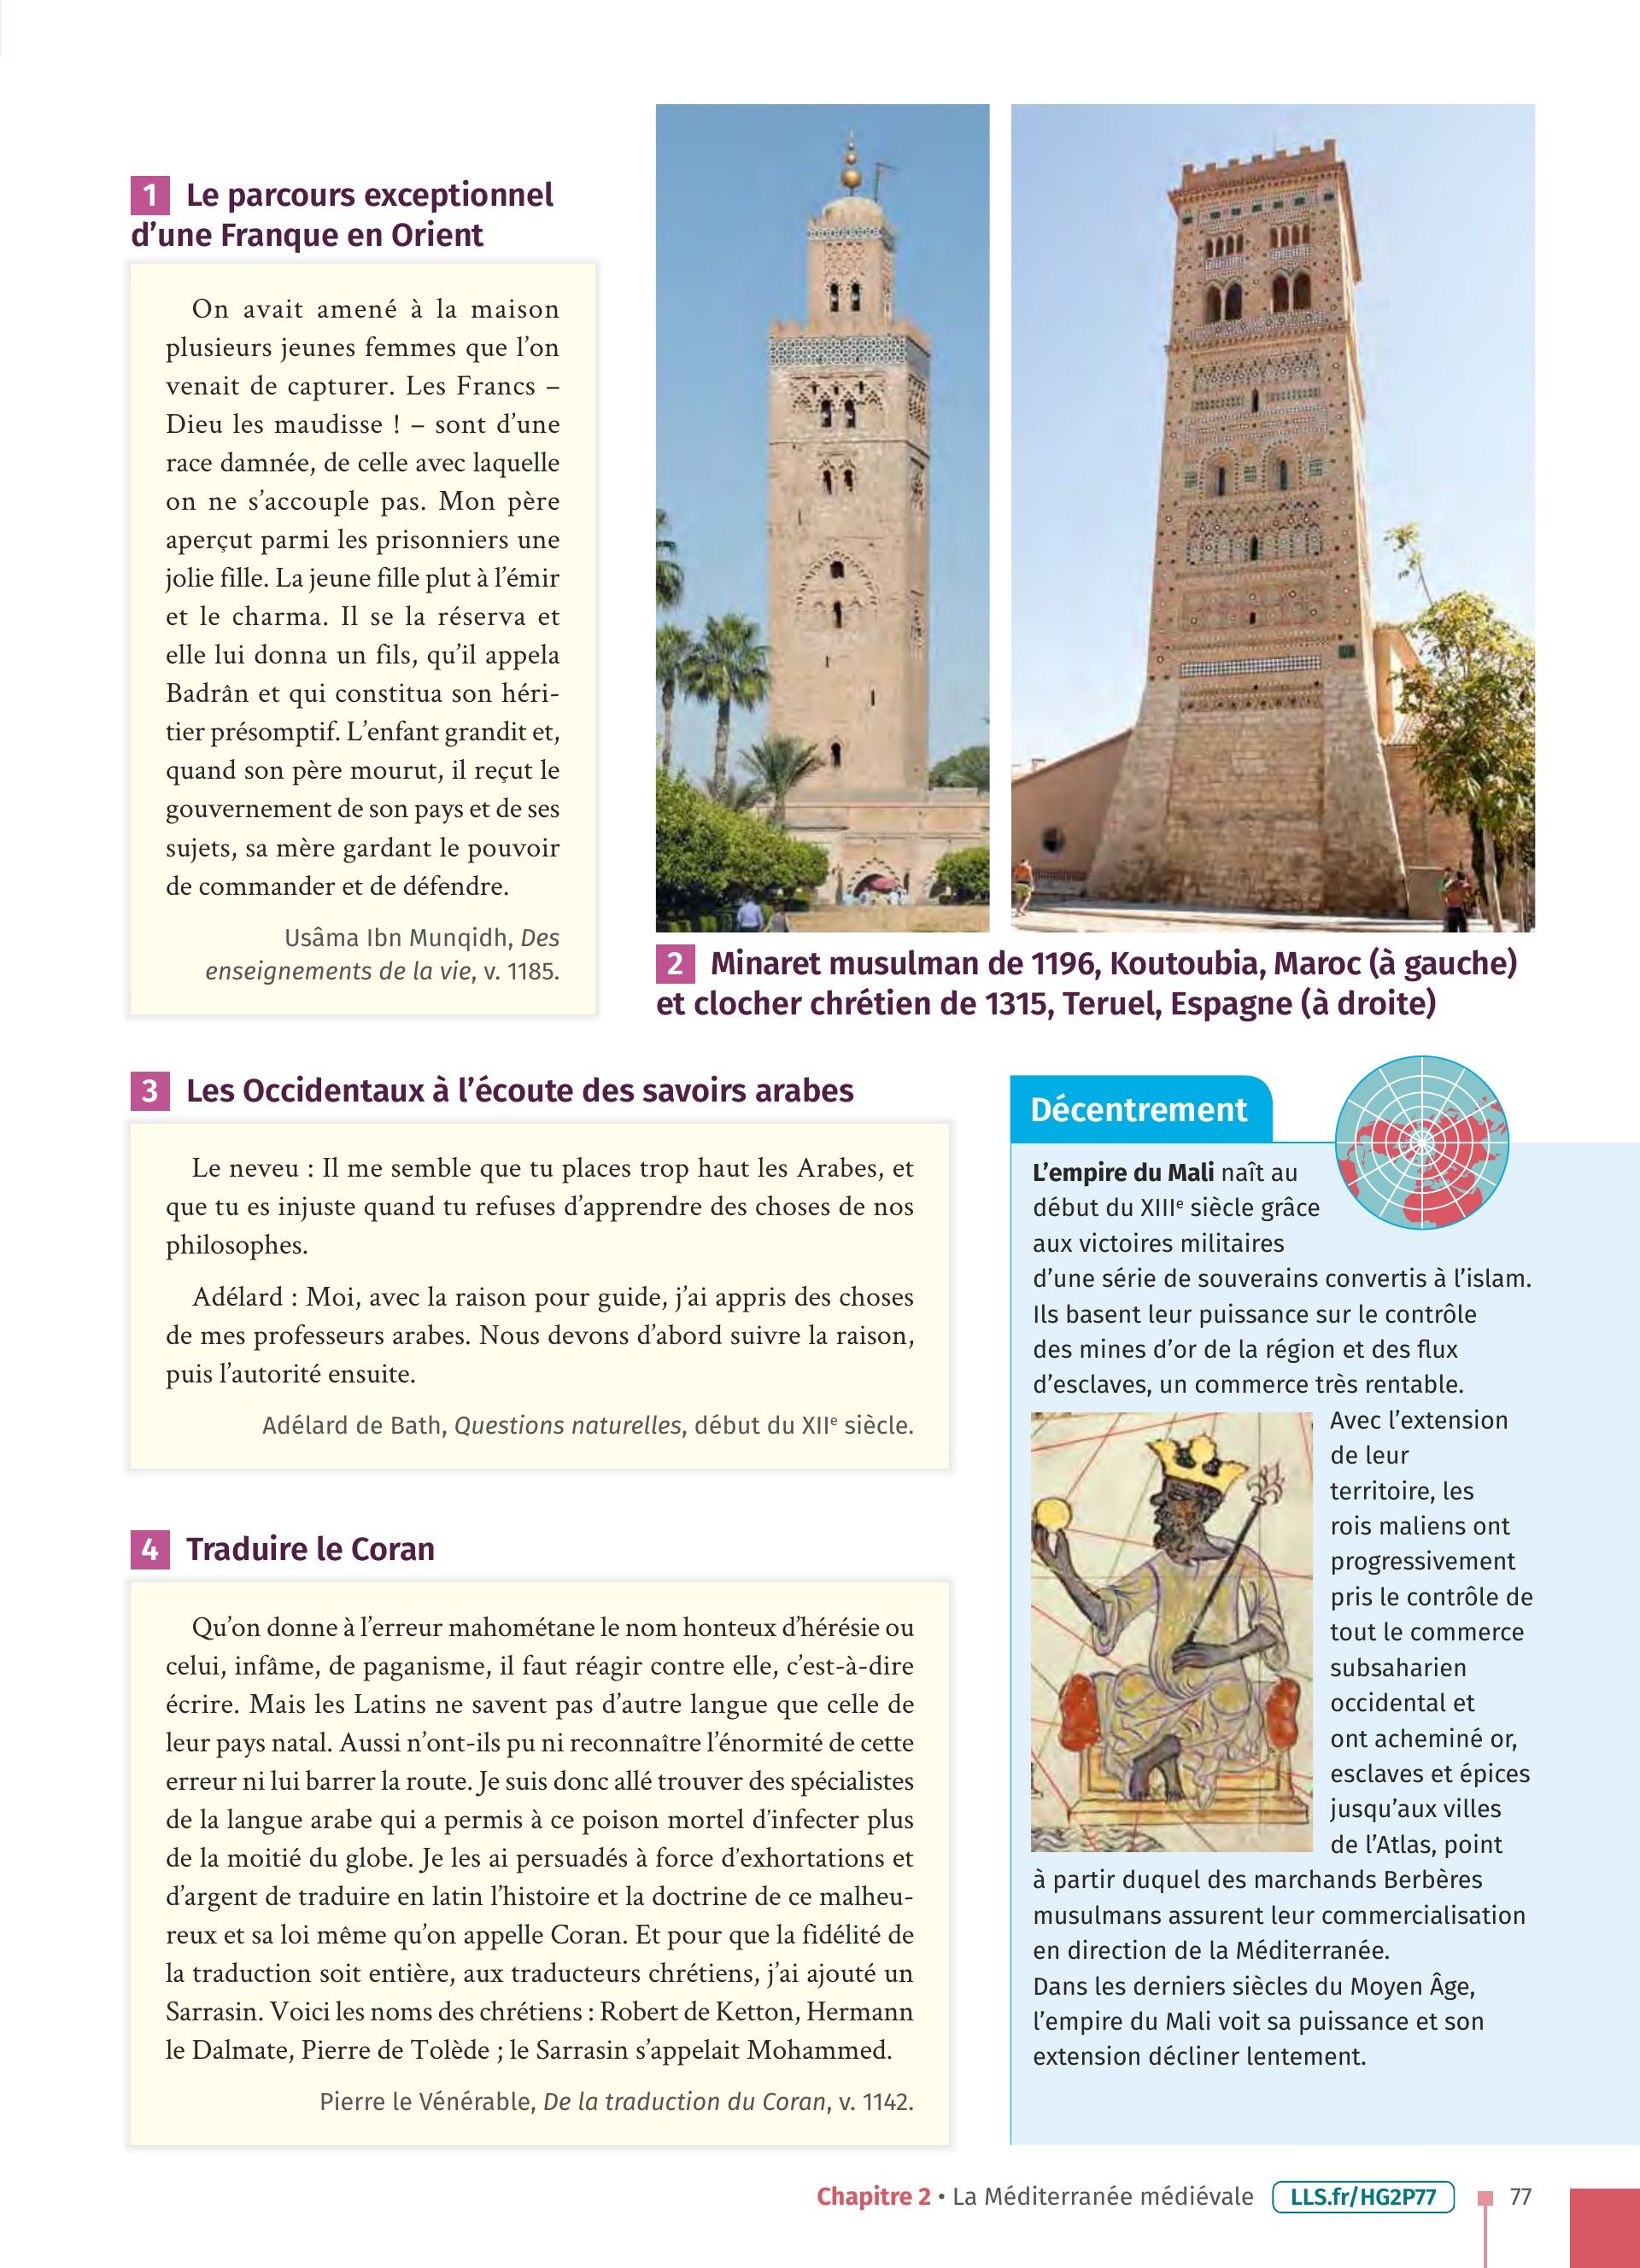 1 Le parcours exceptionnel
d’une Franque en Orient
On avait amené à la maison
plusieurs jeunes femmes que l’on
venait de capturer. Les Francs –
Dieu les maudisse ! – sont d’une
race damnée, de celle avec laquelle
on ne s’accouple pas. Mon père
aperçut parmi les prisonniers une
jolie fille. La jeune fille plut à l’émir
et le charma. Il se la réserva et
elle lui donna un fils, qu’il appela
Badrân et qui constitua son héri-
tier présomptif. L’enfant grandit et,
quand son père mourut, il reçut le
gouvernement de son pays et de ses
sujets, sa mère gardant le pouvoir
de commander et de défendre.
Usâma Ibn Munqidh, Des
enseignements de la vie, v. 1185.
2 Minaret musulman de 1196, Koutoubia, Maroc (à gauche)
et clocher chrétien de 1315, Teruel, Espagne (à droite)
3 Les Occidentaux à l’écoute des savoirs arabes
Le neveu : Il me semble que tu places trop haut les Arabes, et
que tu es injuste quand tu refuses d’apprendre des choses de nos
philosophes.
Adélard : Moi, avec la raison pour guide, j’ai appris des choses
de mes professeurs arabes. Nous devons d’abord suivre la raison,
puis l’autorité ensuite.
Adélard de Bath, Questions naturelles, début du XIIe siècle.
4 Traduire le Coran
Qu’on donne à l’erreur mahométane le nom honteux d’hérésie ou
celui, infâme, de paganisme, il faut réagir contre elle, c’est-à-dire
écrire. Mais les Latins ne savent pas d’autre langue que celle de
leur pays natal. Aussi n’ont-ils pu ni reconnaître l’énormité de cette
erreur ni lui barrer la route. Je suis donc allé trouver des spécialistes
de la langue arabe qui a permis à ce poison mortel d’infecter plus
de la moitié du globe. Je les ai persuadés à force d’exhortations et
d’argent de traduire en latin l’histoire et la doctrine de ce malheu-
reux et sa loi même qu’on appelle Coran. Et pour que la fidélité de
la traduction soit entière, aux traducteurs chrétiens, j’ai ajouté un
Sarrasin. Voici les noms des chrétiens : Robert de Ketton, Hermann
le Dalmate, Pierre de Tolède ; le Sarrasin s’appelait Mohammed.
Pierre le Vénérable, De la traduction du Coran, v. 1142.
Décentrement
L’empire du Mali naît au
début du XIIIe siècle grâce
aux victoires militaires
d’une série de souverains convertis à l’islam.
Ils basent leur puissance sur le contrôle
des mines d’or de la région et des flux
d’esclaves, un commerce très rentable.
Avec l’extension
de leur
territoire, les
rois maliens ont
progressivement
pris le contrôle de
tout le commerce
subsaharien
occidental et
ont acheminé or,
esclaves et épices
jusqu’aux villes
de l’Atlas, point
à partir duquel des marchands Berbères
musulmans assurent leur commercialisation
en direction de la Méditerranée.
Dans les derniers siècles du Moyen Âge,
l’empire du Mali voit sa puissance et son
extension décliner lentement.
Chapitre 2 • La Méditerranée médiévale LLS.fr/HG2P77 77